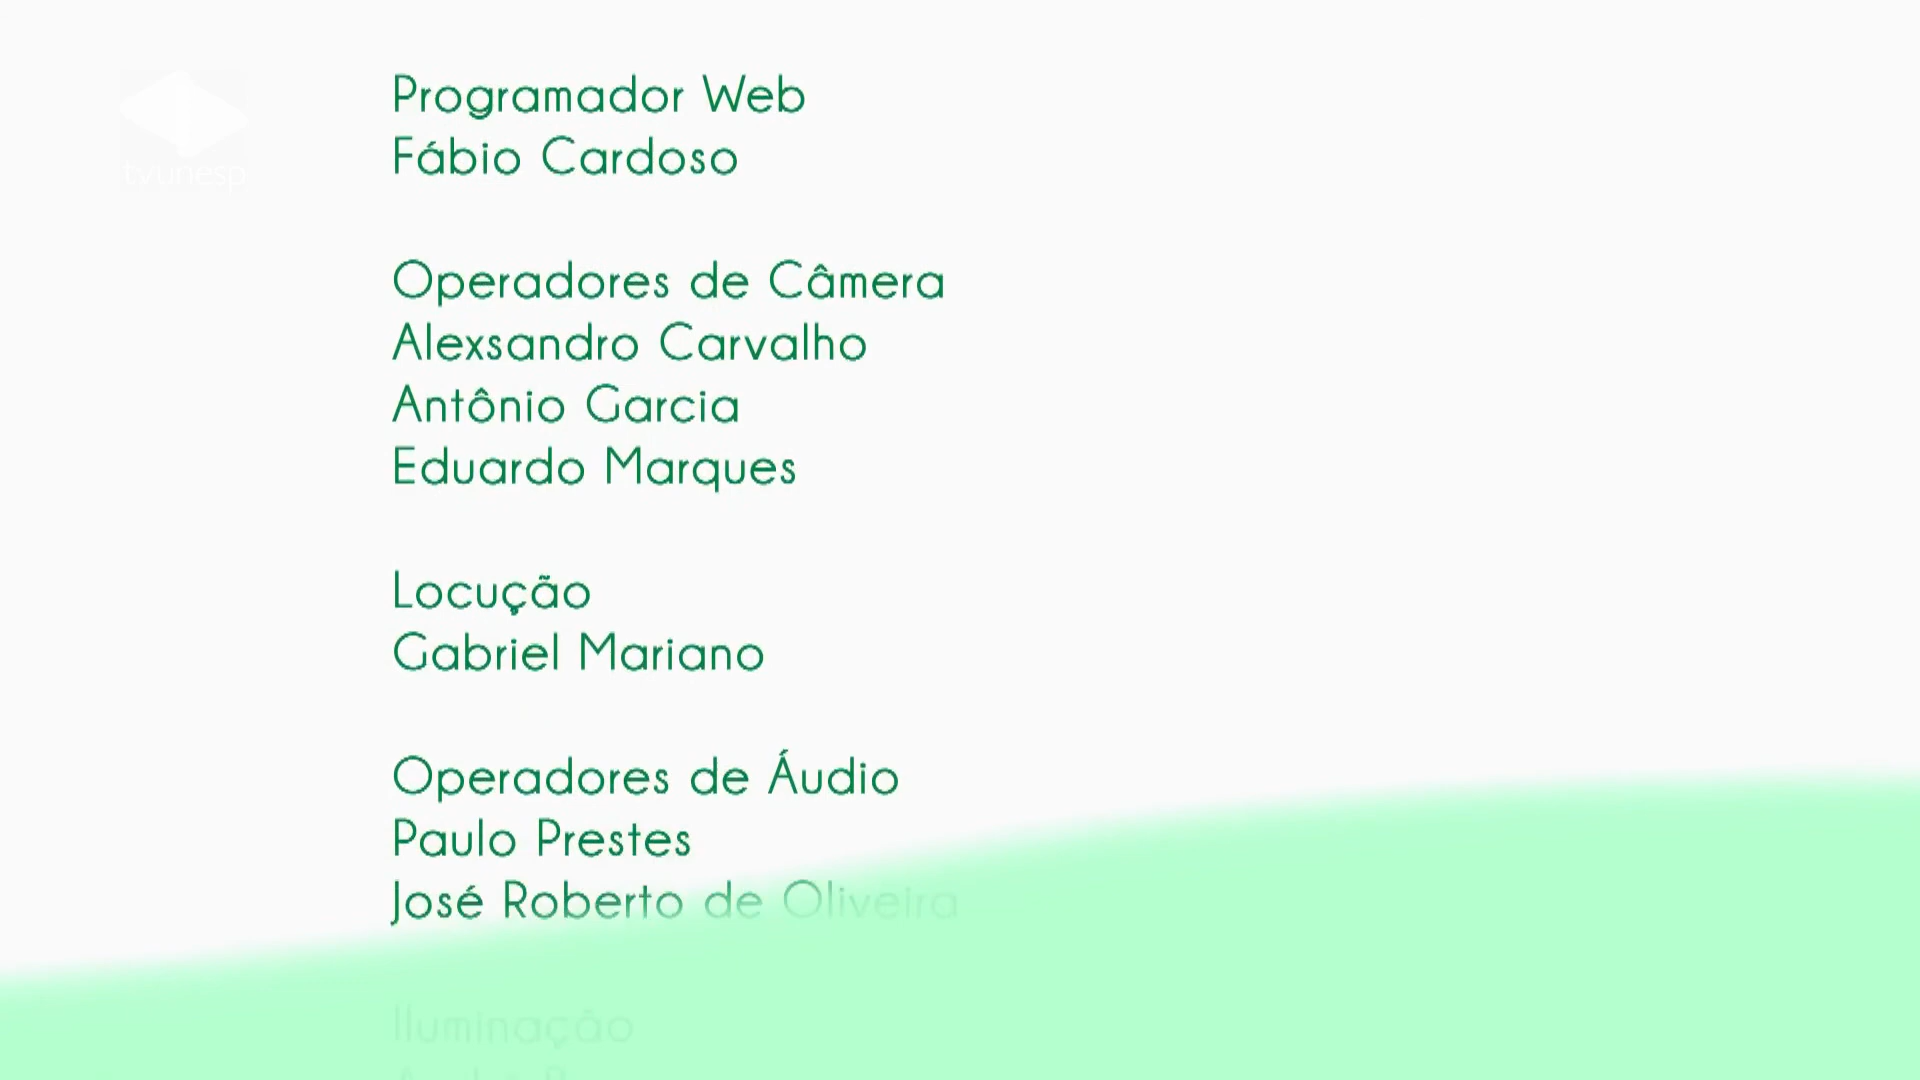 tvunesp
Programador Web
Fábio Cardoso
Operadores de Câmera
Alexsandro Carvalho
Antônio Garcia
Eduardo Marques
Locução
Gabriel Mariano
Operadores de Áudio
Paulo Prestes
José Roberto de Oliveira
Iluminação